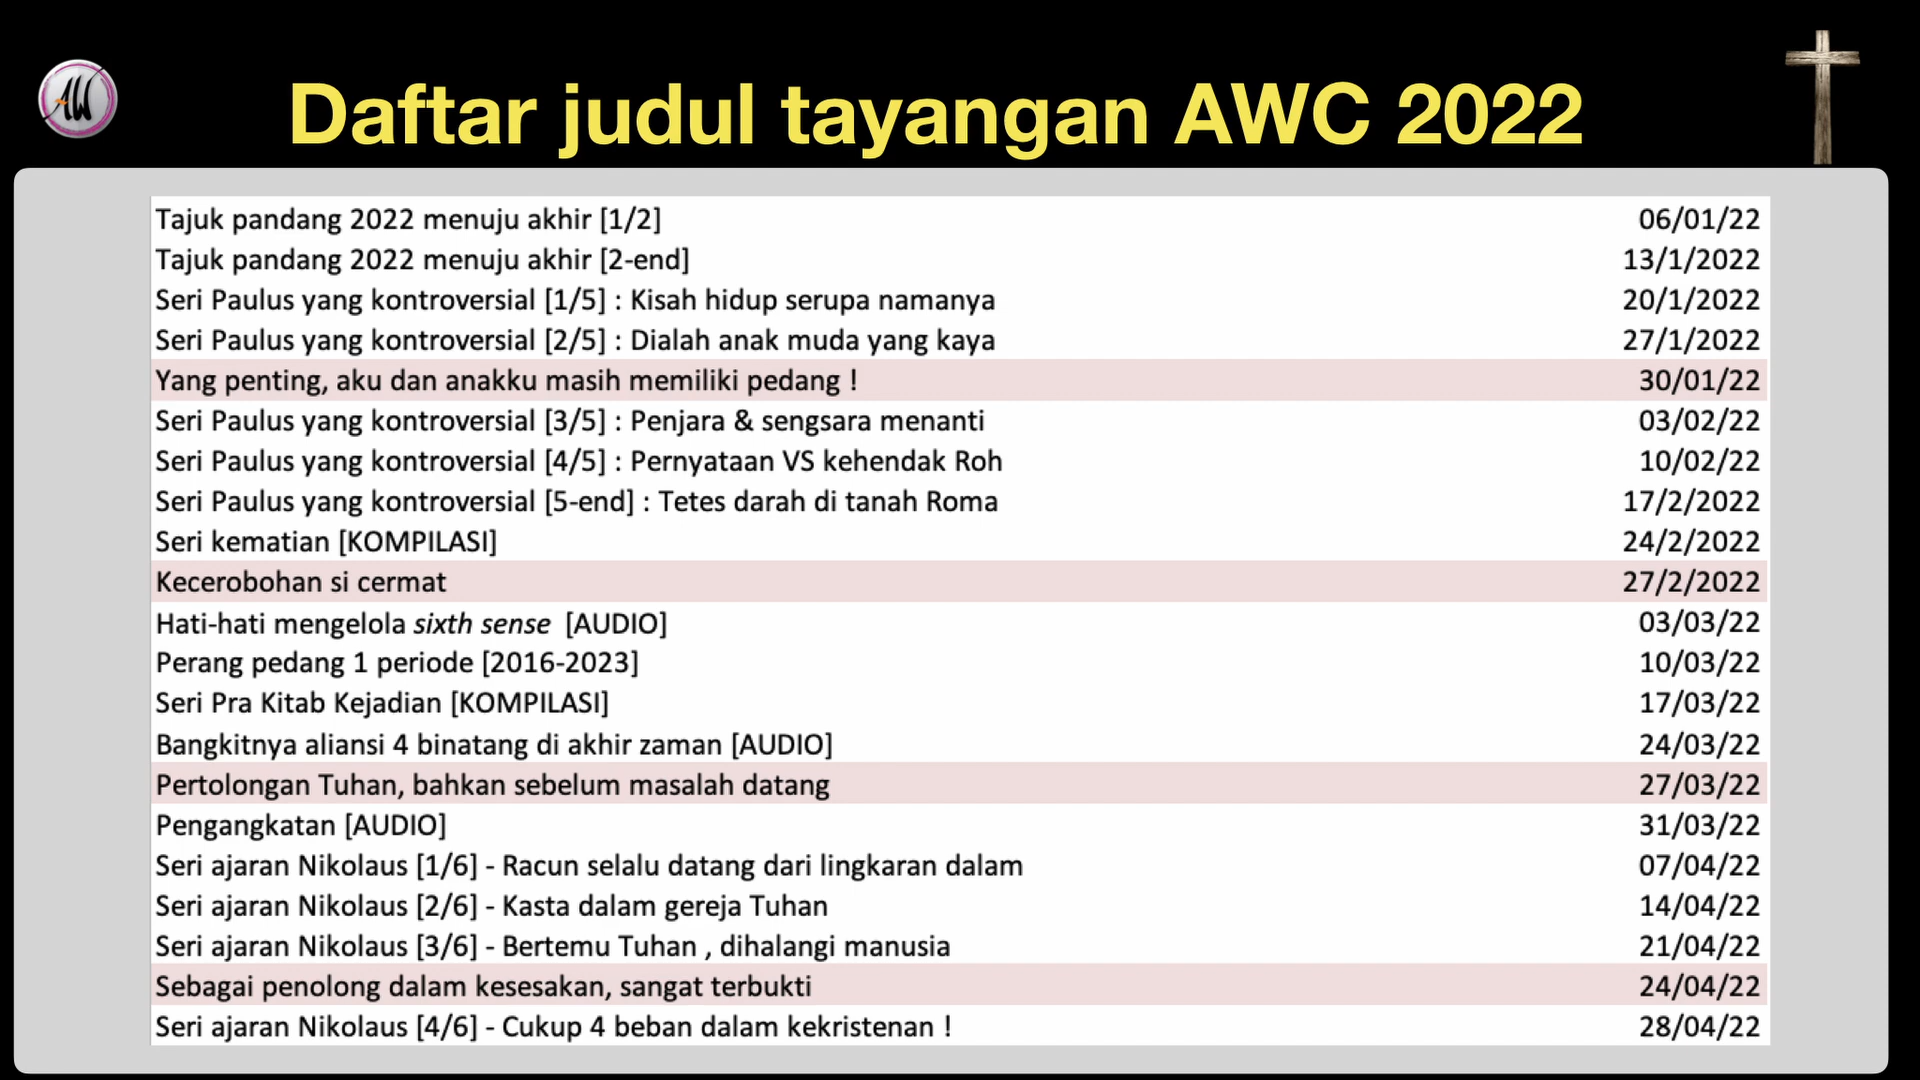 AW
Daftar judul tayangan AWC 2022
Tajuk pandang 2022 menuju akhir [1/2] 06/01/22
Tajuk pandang 2022 menuju akhir [2-end] 13/1/2022
Seri Paulus yang kontroversial [1/5] : Kisah hidup serupa namanya 20/1/2022
Seri Paulus yang kontroversial [2/5] : Dialah anak muda yang kaya 27/1/2022
Yang penting, aku dan anakku masih memiliki pedang ! 30/01/22
Seri Paulus yang kontroversial [3/5] : Penjara & sengsara menanti 03/02/22
Seri Paulus yang kontroversial [4/5] : Pernyataan VS kehendak Roh 10/02/22
Seri Paulus yang kontroversial [5-end] : Tetes darah di tanah Roma 17/2/2022
Seri kematian [KOMPILASI] 24/2/2022
Kecerobohan si cermat 27/2/2022
Hati-hati mengelola sixth sense [AUDIO] 03/03/22
Perang pedang 1 periode [2016-2023] 10/03/22
Seri Pra Kitab Kejadian [KOMPILASI] 17/03/22
Bangkitnya aliansi 4 binatang di akhir zaman [AUDIO] 24/03/22
Pertolongan Tuhan, bahkan sebelum masalah datang 27/03/22
Pengangkatan [AUDIO] 31/03/22
Seri ajaran Nikolaus [1/6] - Racun selalu datang dari lingkaran dalam 07/04/22
Seri ajaran Nikolaus [2/6] - Kasta dalam gereja Tuhan 14/04/22
Seri ajaran Nikolaus [3/6] - Bertemu Tuhan , dihalangi manusia 21/04/22
Sebagai penolong dalam kesesakan, sangat terbukti 24/04/22
Seri ajaran Nikolaus [4/6] - Cukup 4 beban dalam kekristenan ! 28/04/22